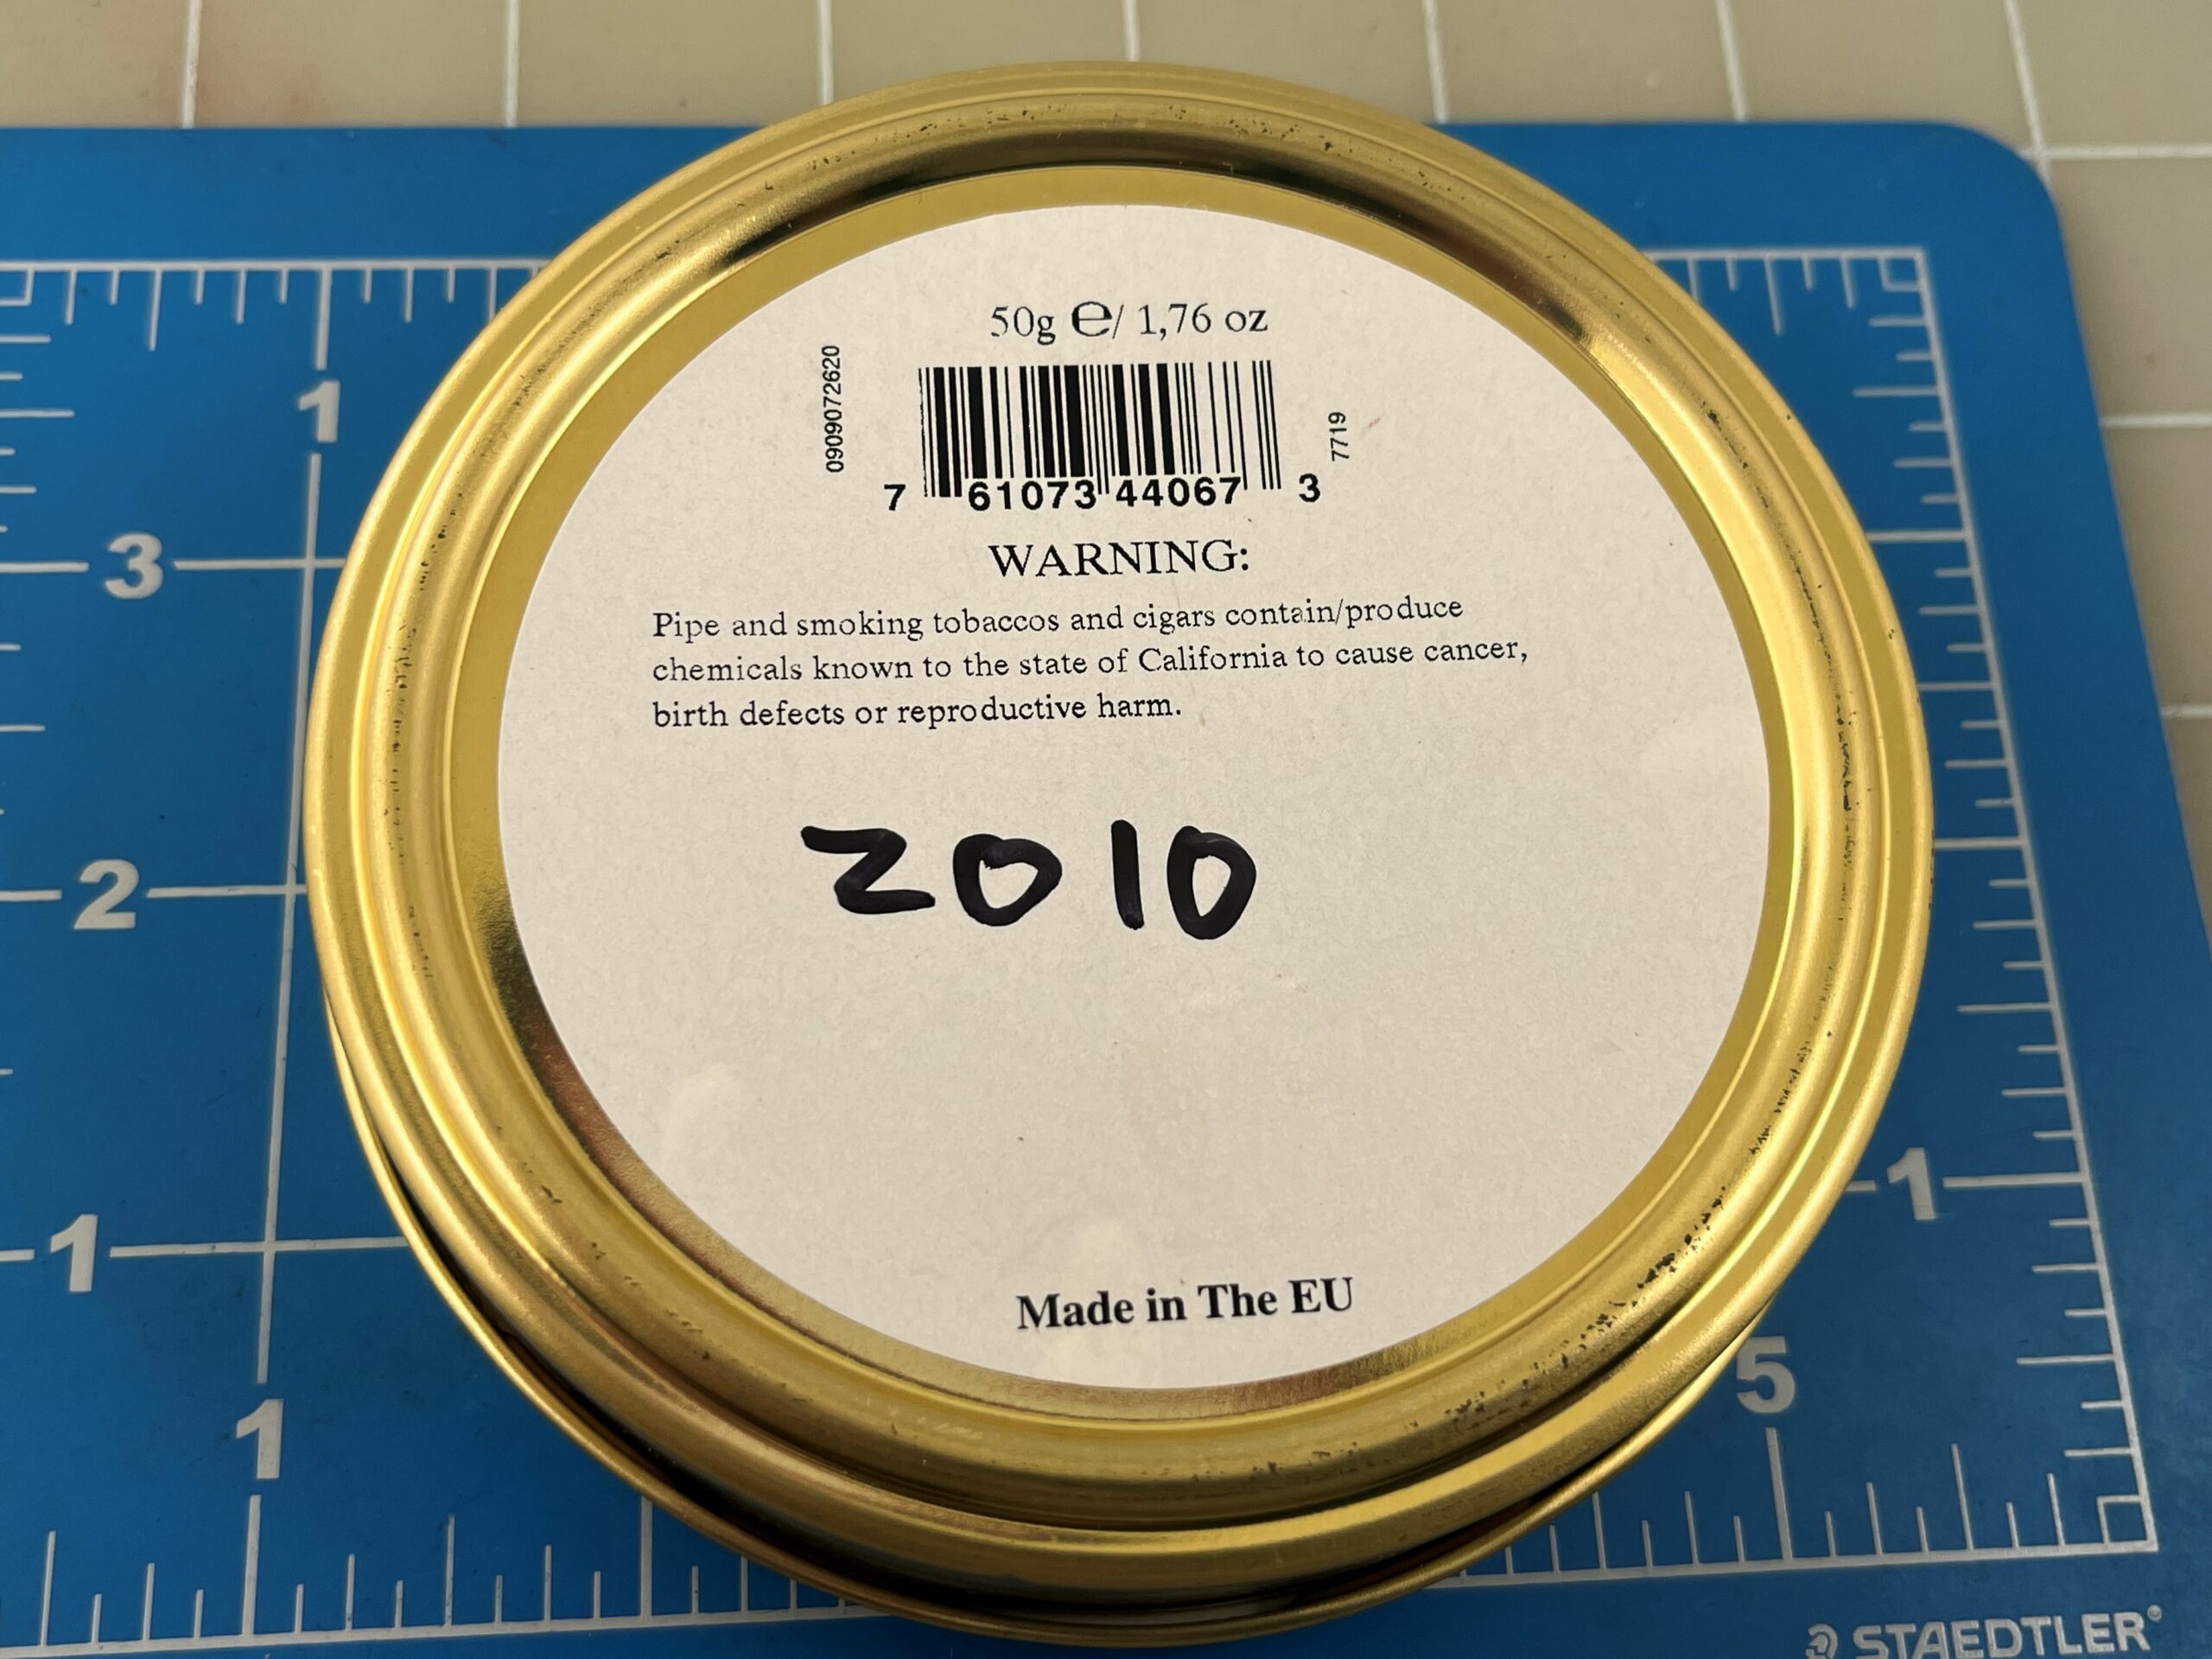 50g ℮/ 1,76 oz
0909072620
7 61073 44067 3
7719
WARNING:
Pipe and smoking tobaccos and cigars contain/produce
chemicals known to the state of California to cause cancer,
birth defects or reproductive harm.
2010
Made in The EU
1
3
2
1
1
1
5
STAEDTLER®